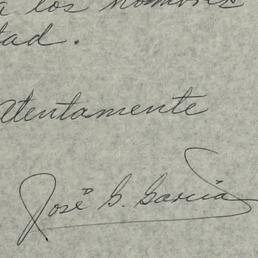 a los nombres
tad.
Atentamente
José G. García